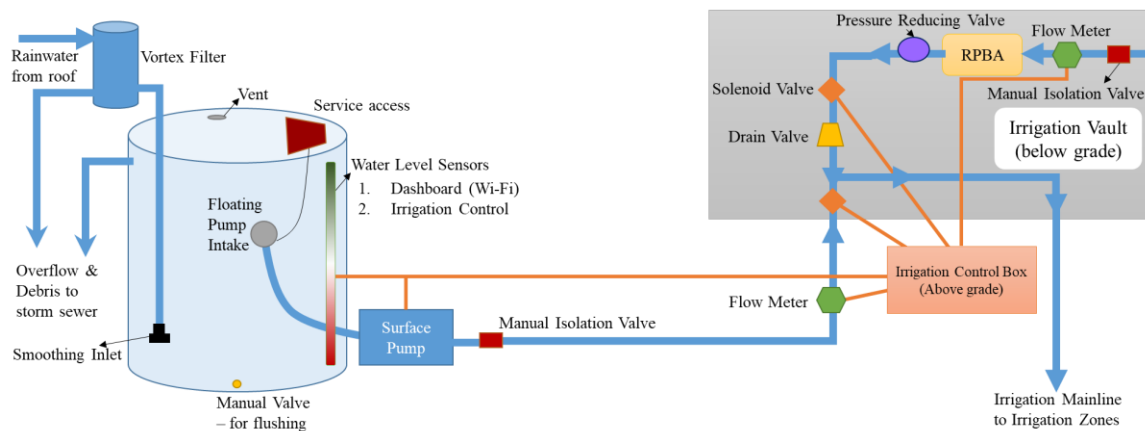 Rainwater
from roof
Vortex Filter
Vent
Service access
Water Level Sensors
1. Dashboard (Wi-Fi)
2. Irrigation Control
Floating
Pump
Intake
Overflow &
Debris to
storm sewer
Smoothing Inlet
Manual Valve
– for flushing
Surface
Pump
Manual Isolation Valve
Flow Meter
Pressure Reducing Valve
RPBA
Flow Meter
Manual Isolation Valve
Solenoid Valve
Drain Valve
Irrigation Vault
(below grade)
Irrigation Control Box
(Above grade)
Irrigation Mainline
to Irrigation Zones